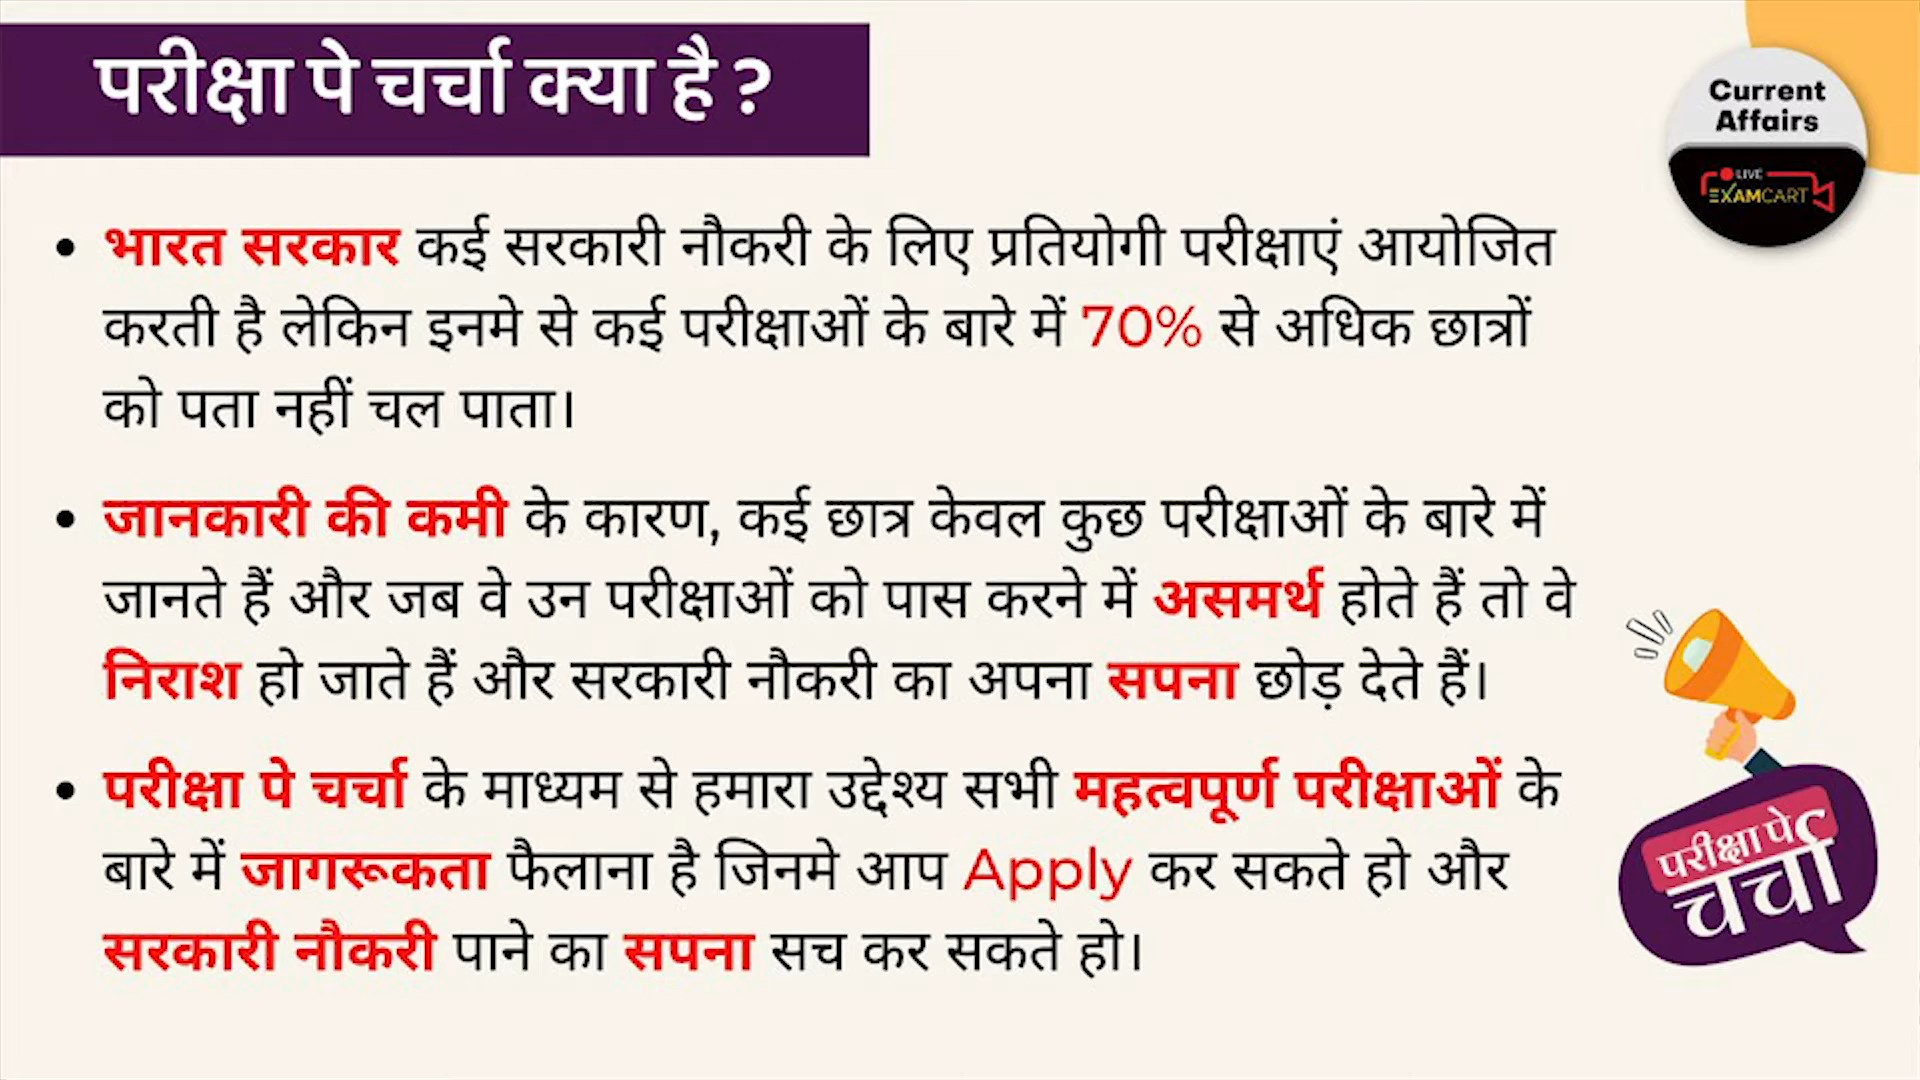 परीक्षा पे चर्चा क्या है ?
Current
Affairs
LIVE
EXAMCART
• भारत सरकार कई सरकारी नौकरी के लिए प्रतियोगी परीक्षाएं आयोजित
करती है लेकिन इनमे से कई परीक्षाओं के बारे में 70% से अधिक छात्रों
को पता नहीं चल पाता।
• जानकारी की कमी के कारण, कई छात्र केवल कुछ परीक्षाओं के बारे में
जानते हैं और जब वे उन परीक्षाओं को पास करने में असमर्थ होते हैं तो वे
निराश हो जाते हैं और सरकारी नौकरी का अपना सपना छोड़ देते हैं।
• परीक्षा पे चर्चा के माध्यम से हमारा उद्देश्य सभी महत्वपूर्ण परीक्षाओं के
बारे में जागरूकता फैलाना है जिनमे आप Apply कर सकते हो और
सरकारी नौकरी पाने का सपना सच कर सकते हो।
परीक्षा पे
चर्चा